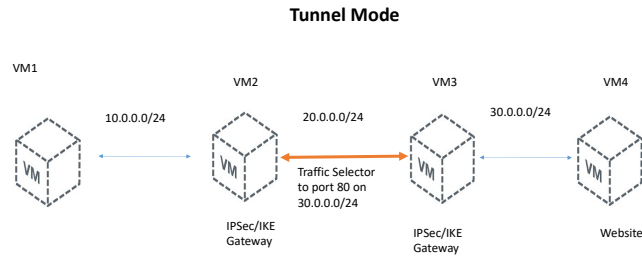 Tunnel Mode
VM1
VM2
VM3
VM4
10.0.0.0/24
20.0.0.0/24
30.0.0.0/24
VM
VM
VM
VM
Traffic Selector
to port 80 on
30.0.0.0/24
IPSec/IKE
Gateway
IPSec/IKE
Gateway
Website